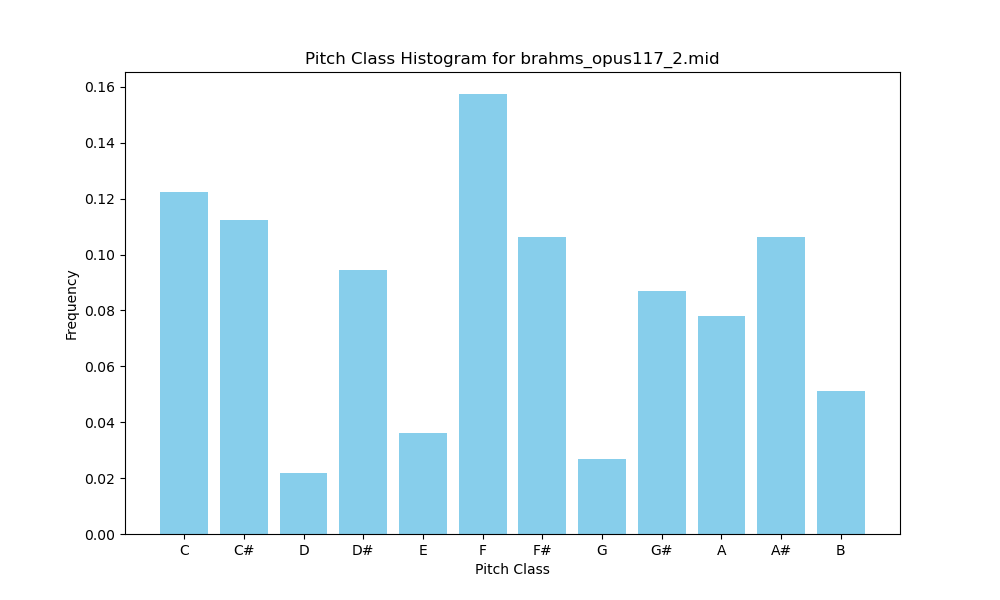 Pitch Class Histogram for brahms_opus117_2.mid
0.16
0.14
0.12
0.10
0.08
0.06
0.04
0.02
0.00
Frequency
C C# D D# E F F# G G# A A# B
Pitch Class